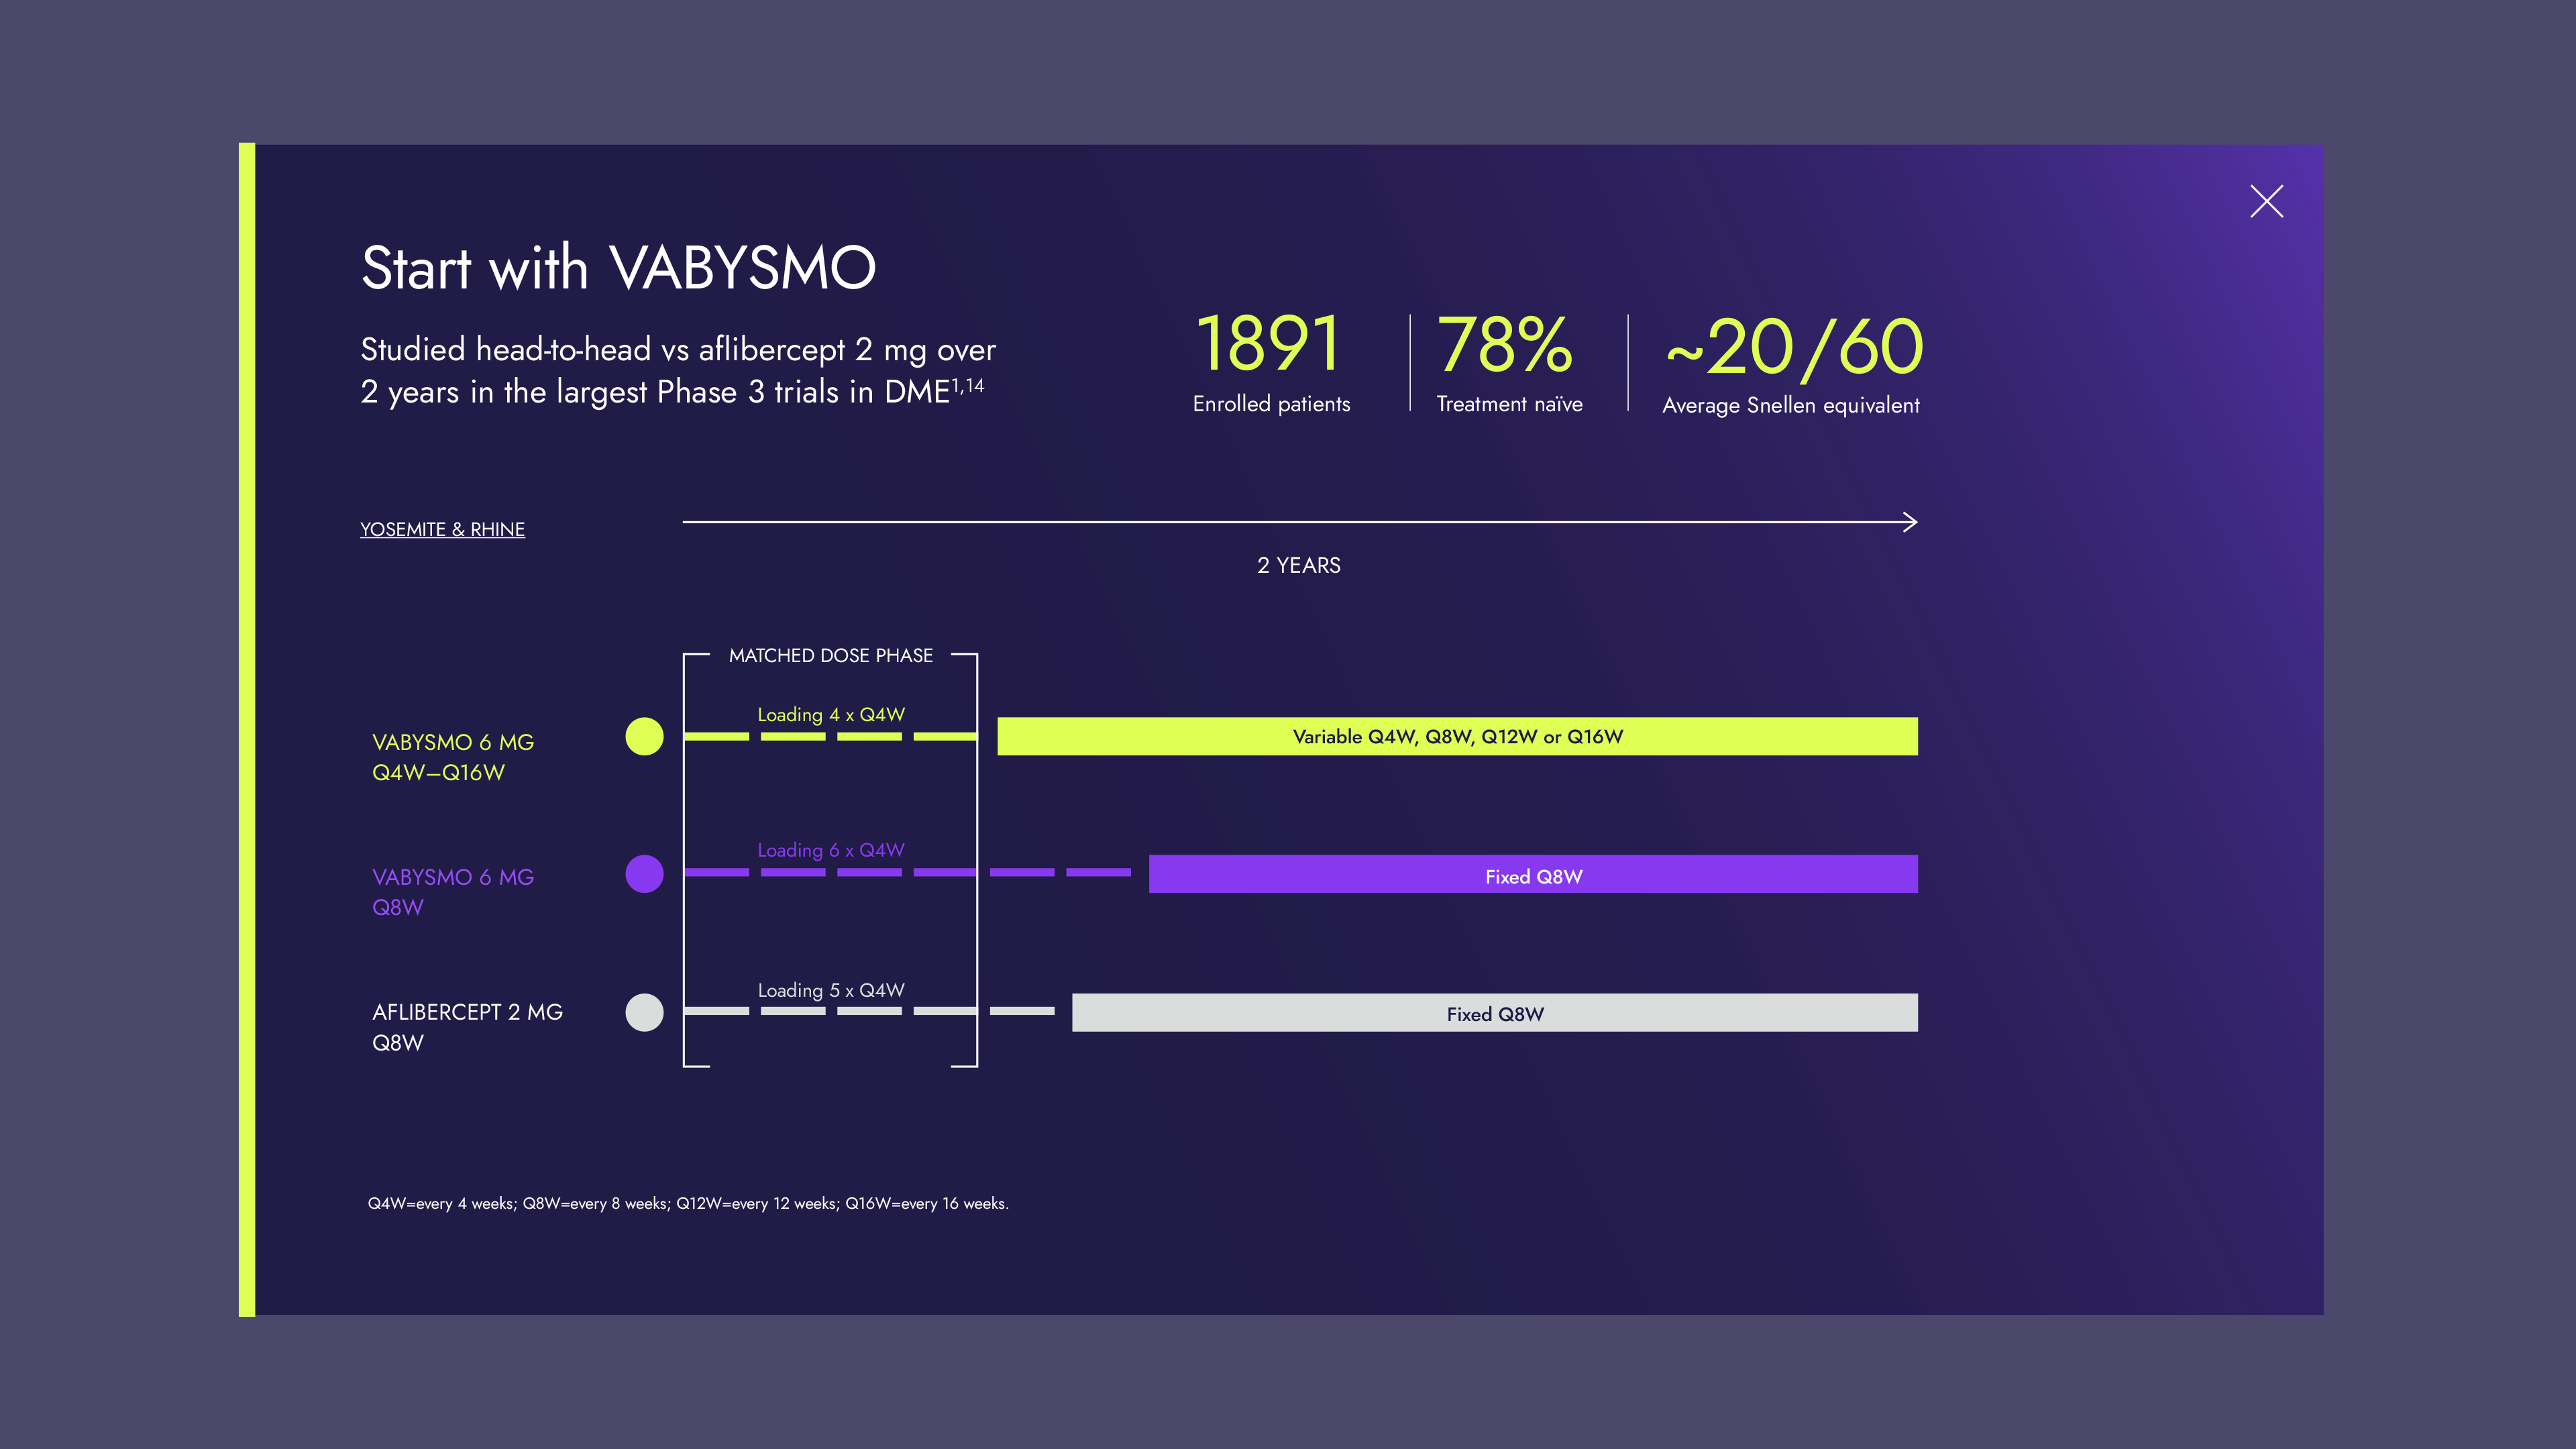 Start with VABYSMO
Studied head-to-head vs aflibercept 2 mg over
2 years in the largest Phase 3 trials in DME1,14
1891
Enrolled patients
78%
Treatment naïve
~20/60
Average Snellen equivalent
YOSEMITE & RHINE
2 YEARS
MATCHED DOSE PHASE
VABYSMO 6 MG
Q4W–Q16W
Loading 4 x Q4W
Variable Q4W, Q8W, Q12W or Q16W
VABYSMO 6 MG
Q8W
Loading 6 x Q4W
Fixed Q8W
AFLIBERCEPT 2 MG
Q8W
Loading 5 x Q4W
Fixed Q8W
Q4W=every 4 weeks; Q8W=every 8 weeks; Q12W=every 12 weeks; Q16W=every 16 weeks.